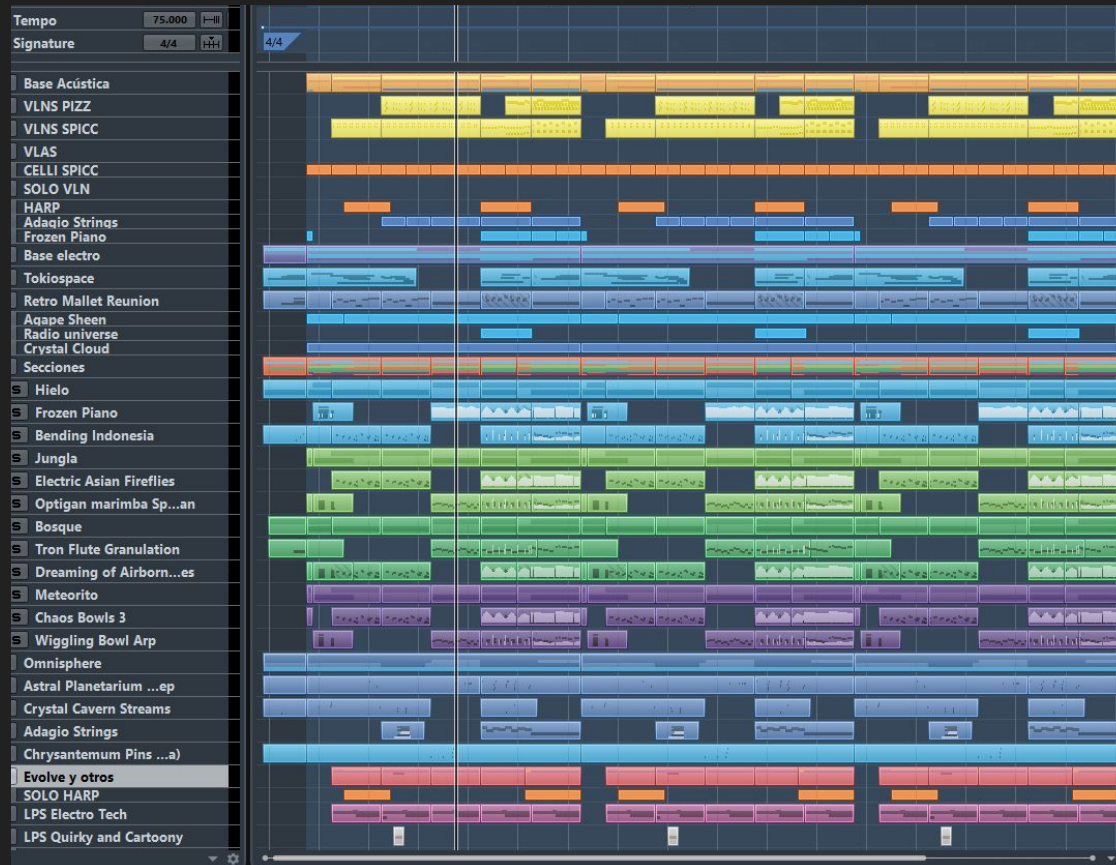 Tempo 75.000
Signature 4/4
4/4
Base Acústica
VLNS PIZZ
VLNS SPICC
VLAS
CELLI SPICC
SOLO VLN
HARP
Adagio Strings
Frozen Piano
Base electro
Tokiospace
Retro Mallet Reunion
Agape Sheen
Radio universe
Crystal Cloud
Secciones
S Hielo
S Frozen Piano
S Bending Indonesia
S Jungla
S Electric Asian Fireflies
S Optigan marimba Sp...an
S Bosque
S Tron Flute Granulation
S Dreaming of Airborn...es
S Meteorito
S Chaos Bowls 3
S Wiggling Bowl Arp
Omnisphere
Astral Planetarium ...ep
Crystal Cavern Streams
Adagio Strings
Chrysantemum Pins ...a)
Evolve y otros
SOLO HARP
LPS Electro Tech
LPS Quirky and Cartoony